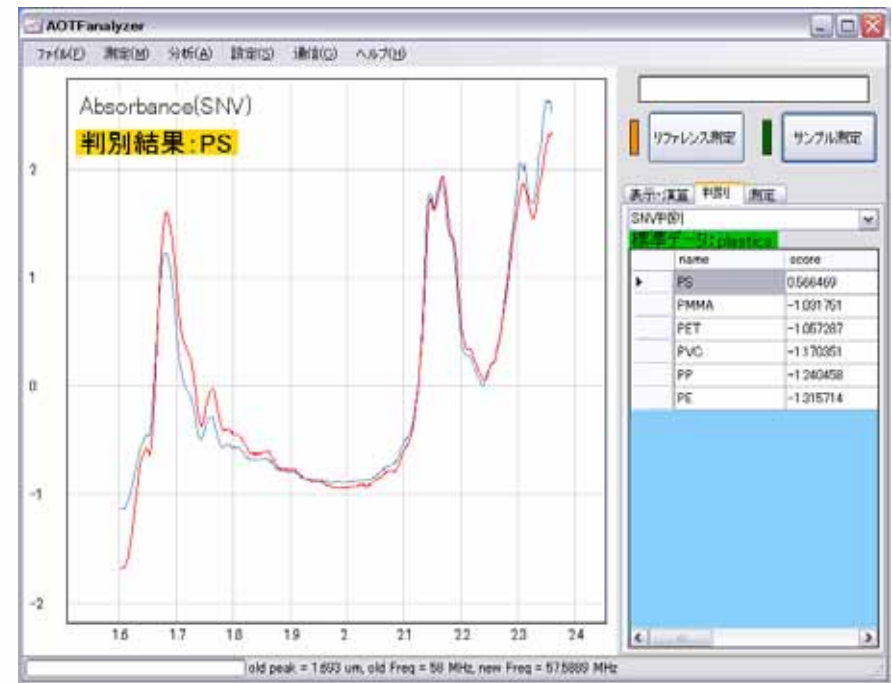 AOTFanalyzer
ファイル(F) 測定(M) 分析(A) 設定(S) 通信(C) ヘルプ(H)
Absorbance(SNV)
判別結果:PS
2
1
0
-1
-2
1.6 1.7 1.8 1.9 2 2.1 2.2 2.3 2.4
リファレンス測定 サンプル測定
表示・演算 判別 測定
SNV判別
標準データ:plastics
name score
PS 0.566469
PMMA -1.031751
PET -1.057287
PVC -1.170351
PP -1.240458
PE -1.315714
old peak = 1.693 um, old Freq = 58 MHz, new Freq = 57.5889 MHz